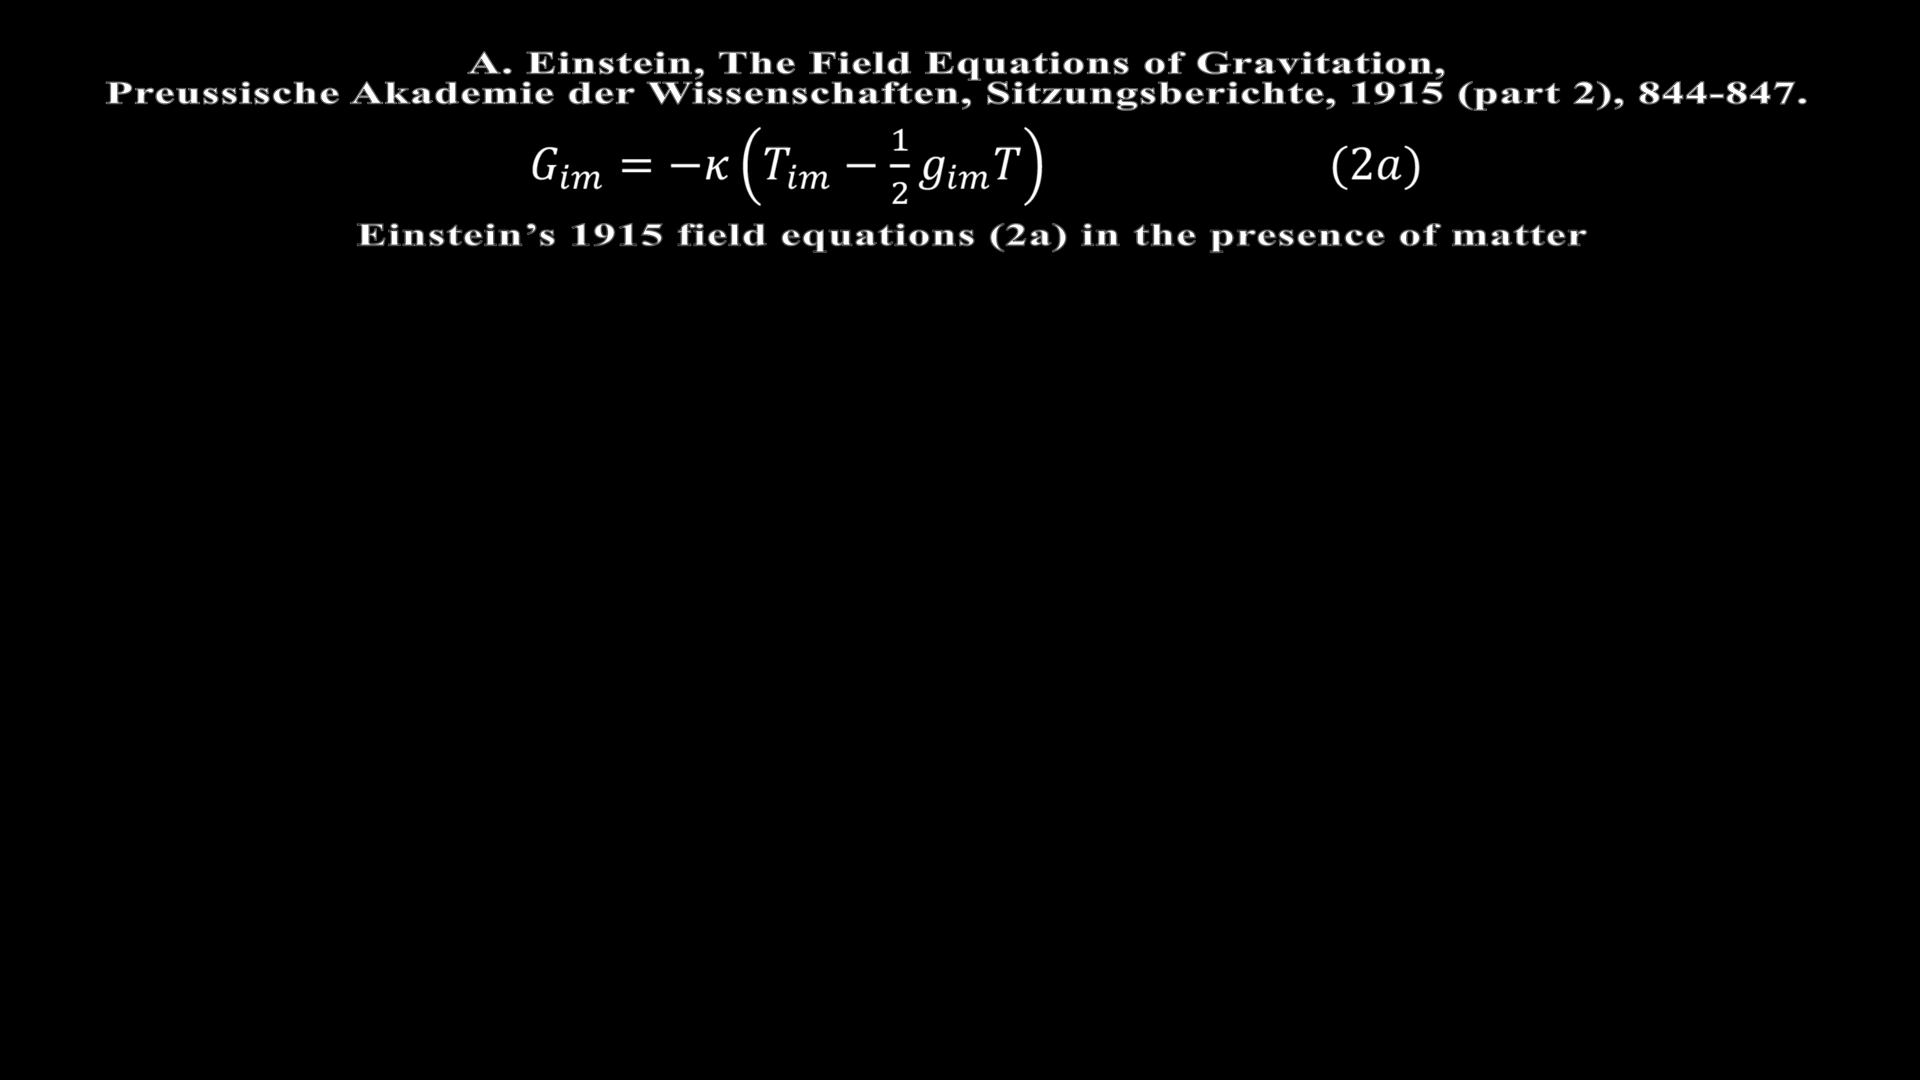 A. Einstein, The Field Equations of Gravitation,
Preussische Akademie der Wissenschaften, Sitzungsberichte, 1915 (part 2), 844-847.
G_{im} = −κ(T_{im} − \frac{1}{2} g_{im}T) (2a)
Einstein’s 1915 field equations (2a) in the presence of matter